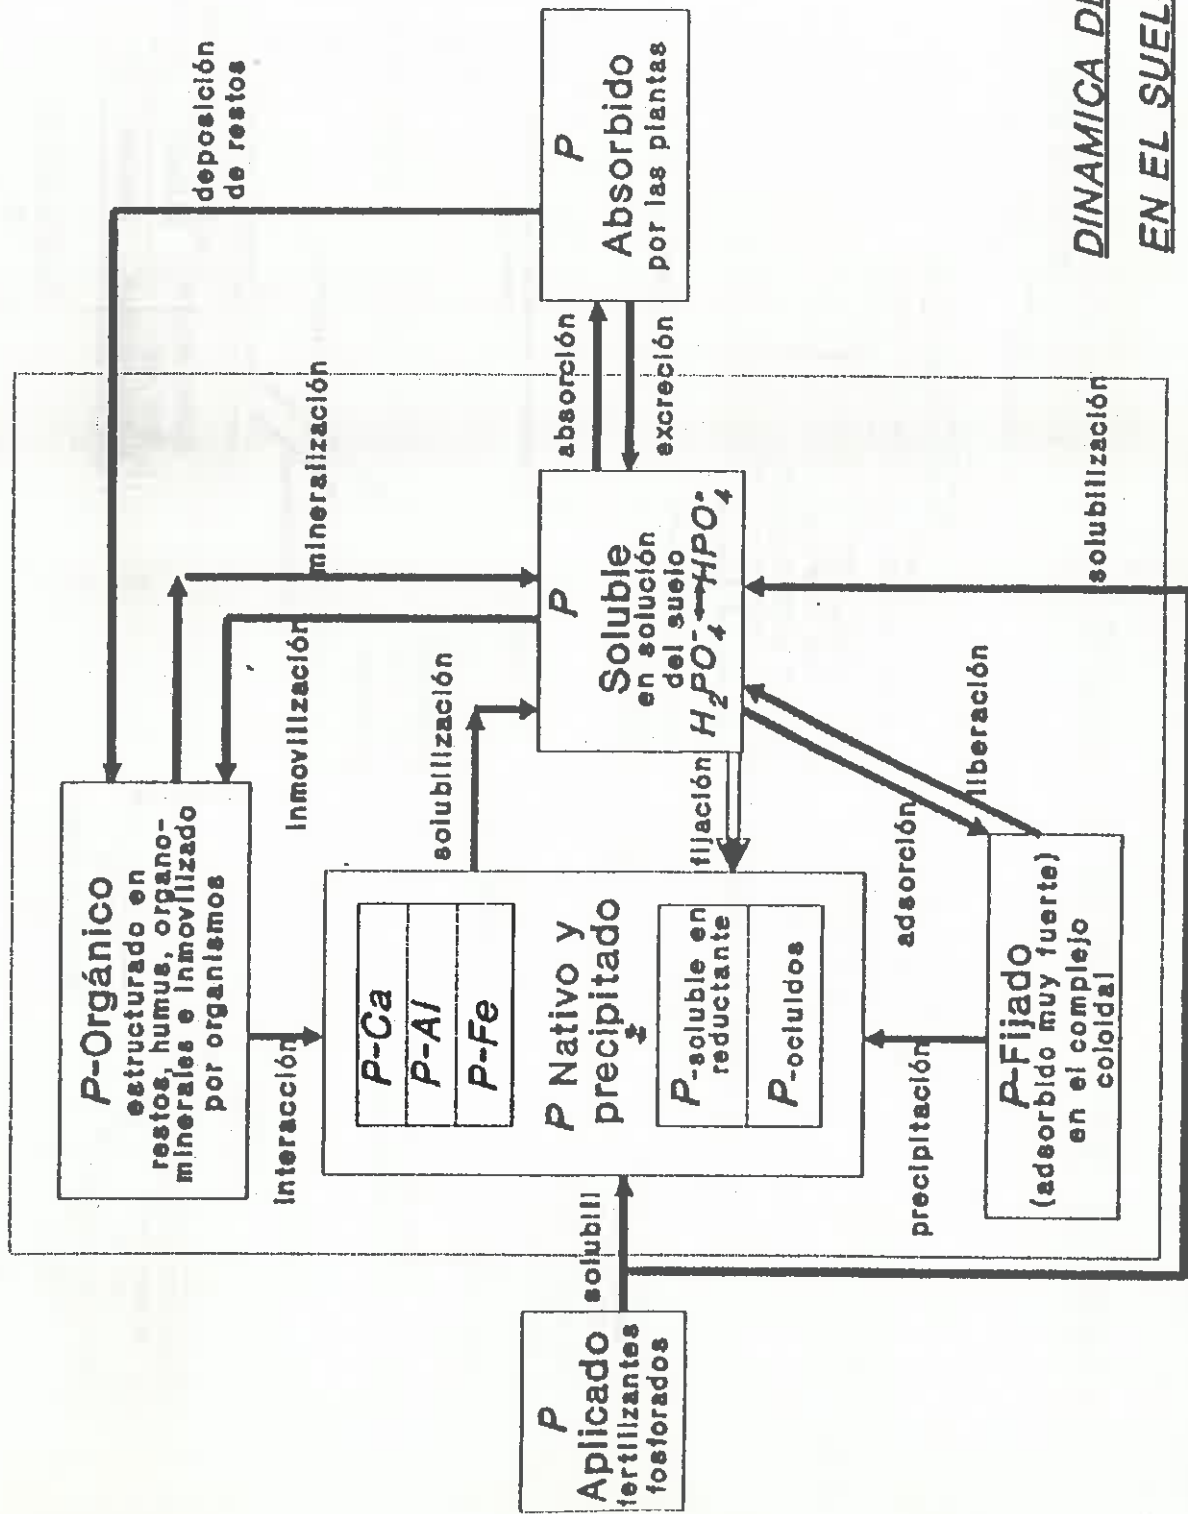 deposición
de restos
P-Orgánico
estructurado en
restos, humus, organo-
minerales e inmovilizado
por organismos
mineralización
inmovilización
interacción
solubilización
P
Absorbido
por las plantas
absorción
excreción
P
Soluble
en solución
del suelo
H₂PO₄⁻ ↔ HPO₄⁼
P-Ca
P-Al
P-Fe
P Nativo y
precipitado
P-soluble en
reductante
P-ocluidos
fijación
P
Aplicado
fertilizantes
fosforados
solubili
adsorción
liberación
precipitación
P-Fijado
(adsorbido muy fuerte)
en el complejo
coloidal
solubilización
DINAMICA DE
EN EL SUEL